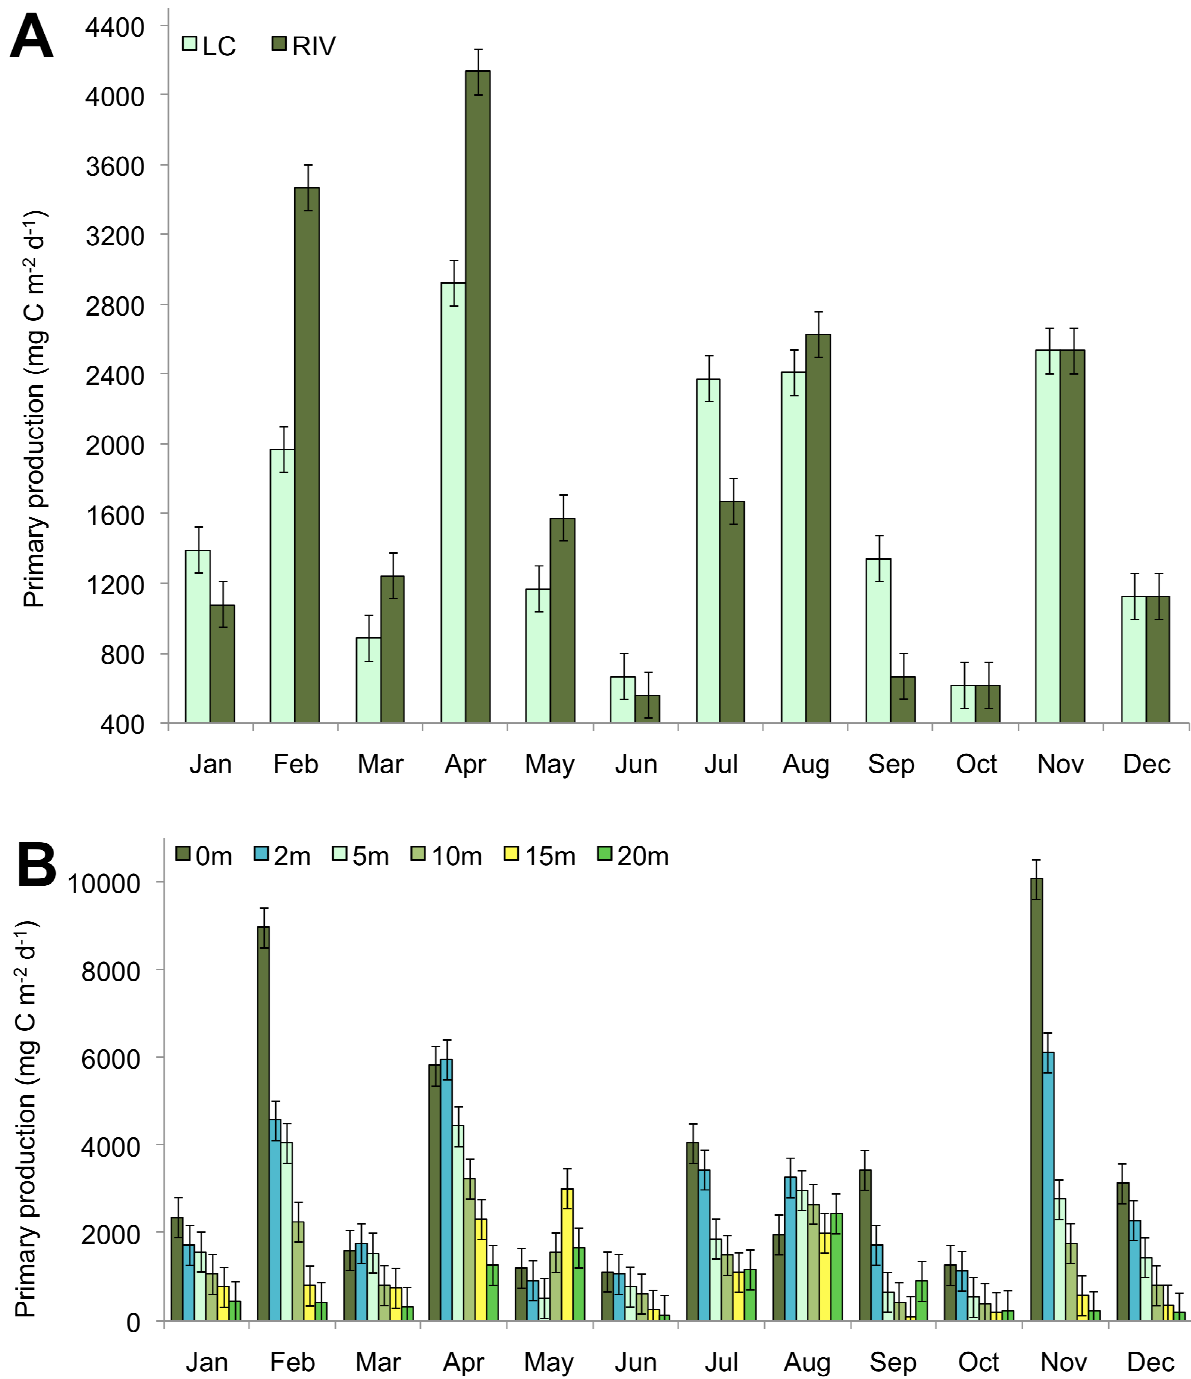 A
LC RIV
4400
4000
3600
3200
2800
2400
2000
1600
1200
800
400
Primary production (mg C m-2 d-1)
Jan Feb Mar Apr May Jun Jul Aug Sep Oct Nov Dec
B
0m 2m 5m 10m 15m 20m
10000
8000
6000
4000
2000
0
Primary production (mg C m-2 d-1)
Jan Feb Mar Apr May Jun Jul Aug Sep Oct Nov Dec